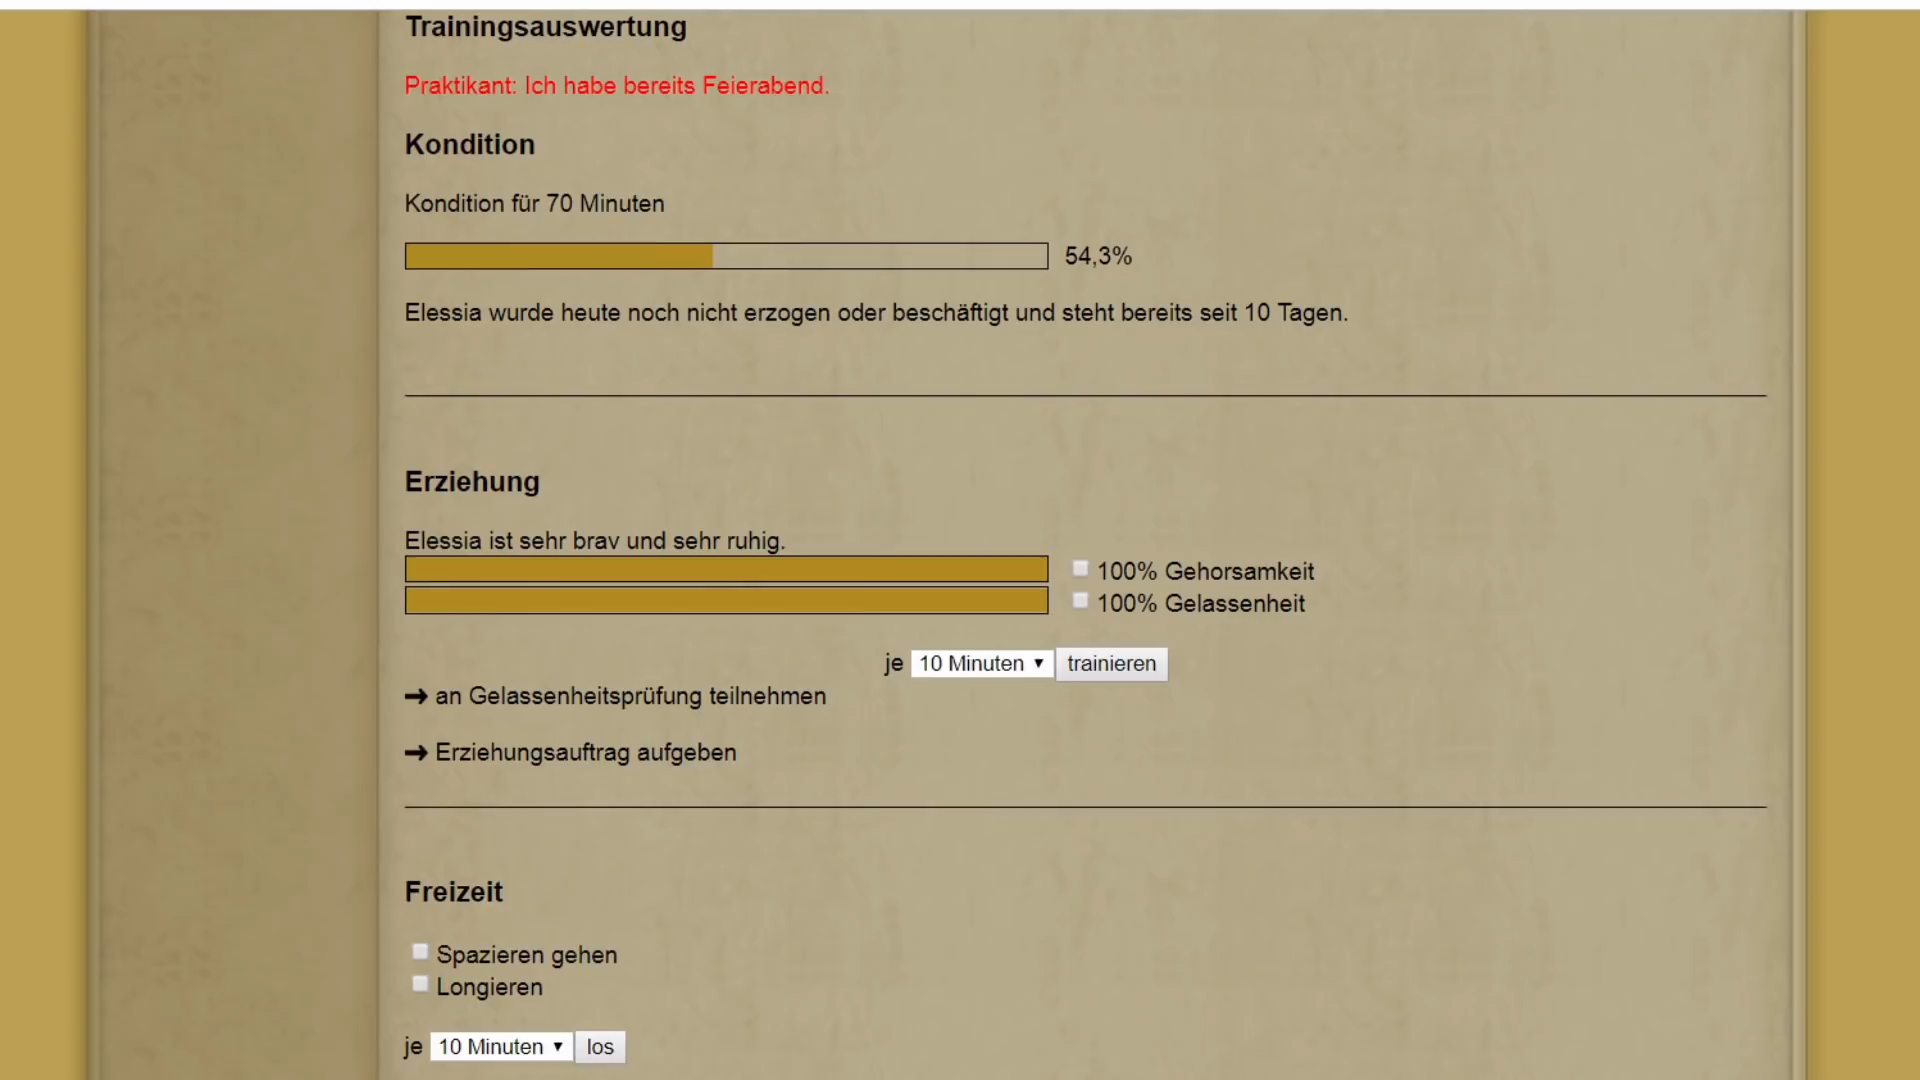 Trainingsauswertung
Praktikant: Ich habe bereits Feierabend.
Kondition
Kondition für 70 Minuten
54,3%
Elessia wurde heute noch nicht erzogen oder beschäftigt und steht bereits seit 10 Tagen.
Erziehung
Elessia ist sehr brav und sehr ruhig.
100% Gehorsamkeit
100% Gelassenheit
je 10 Minuten ▼ trainieren
➞ an Gelassenheitsprüfung teilnehmen
➞ Erziehungsauftrag aufgeben
Freizeit
Spazieren gehen
Longieren
je 10 Minuten ▼ los